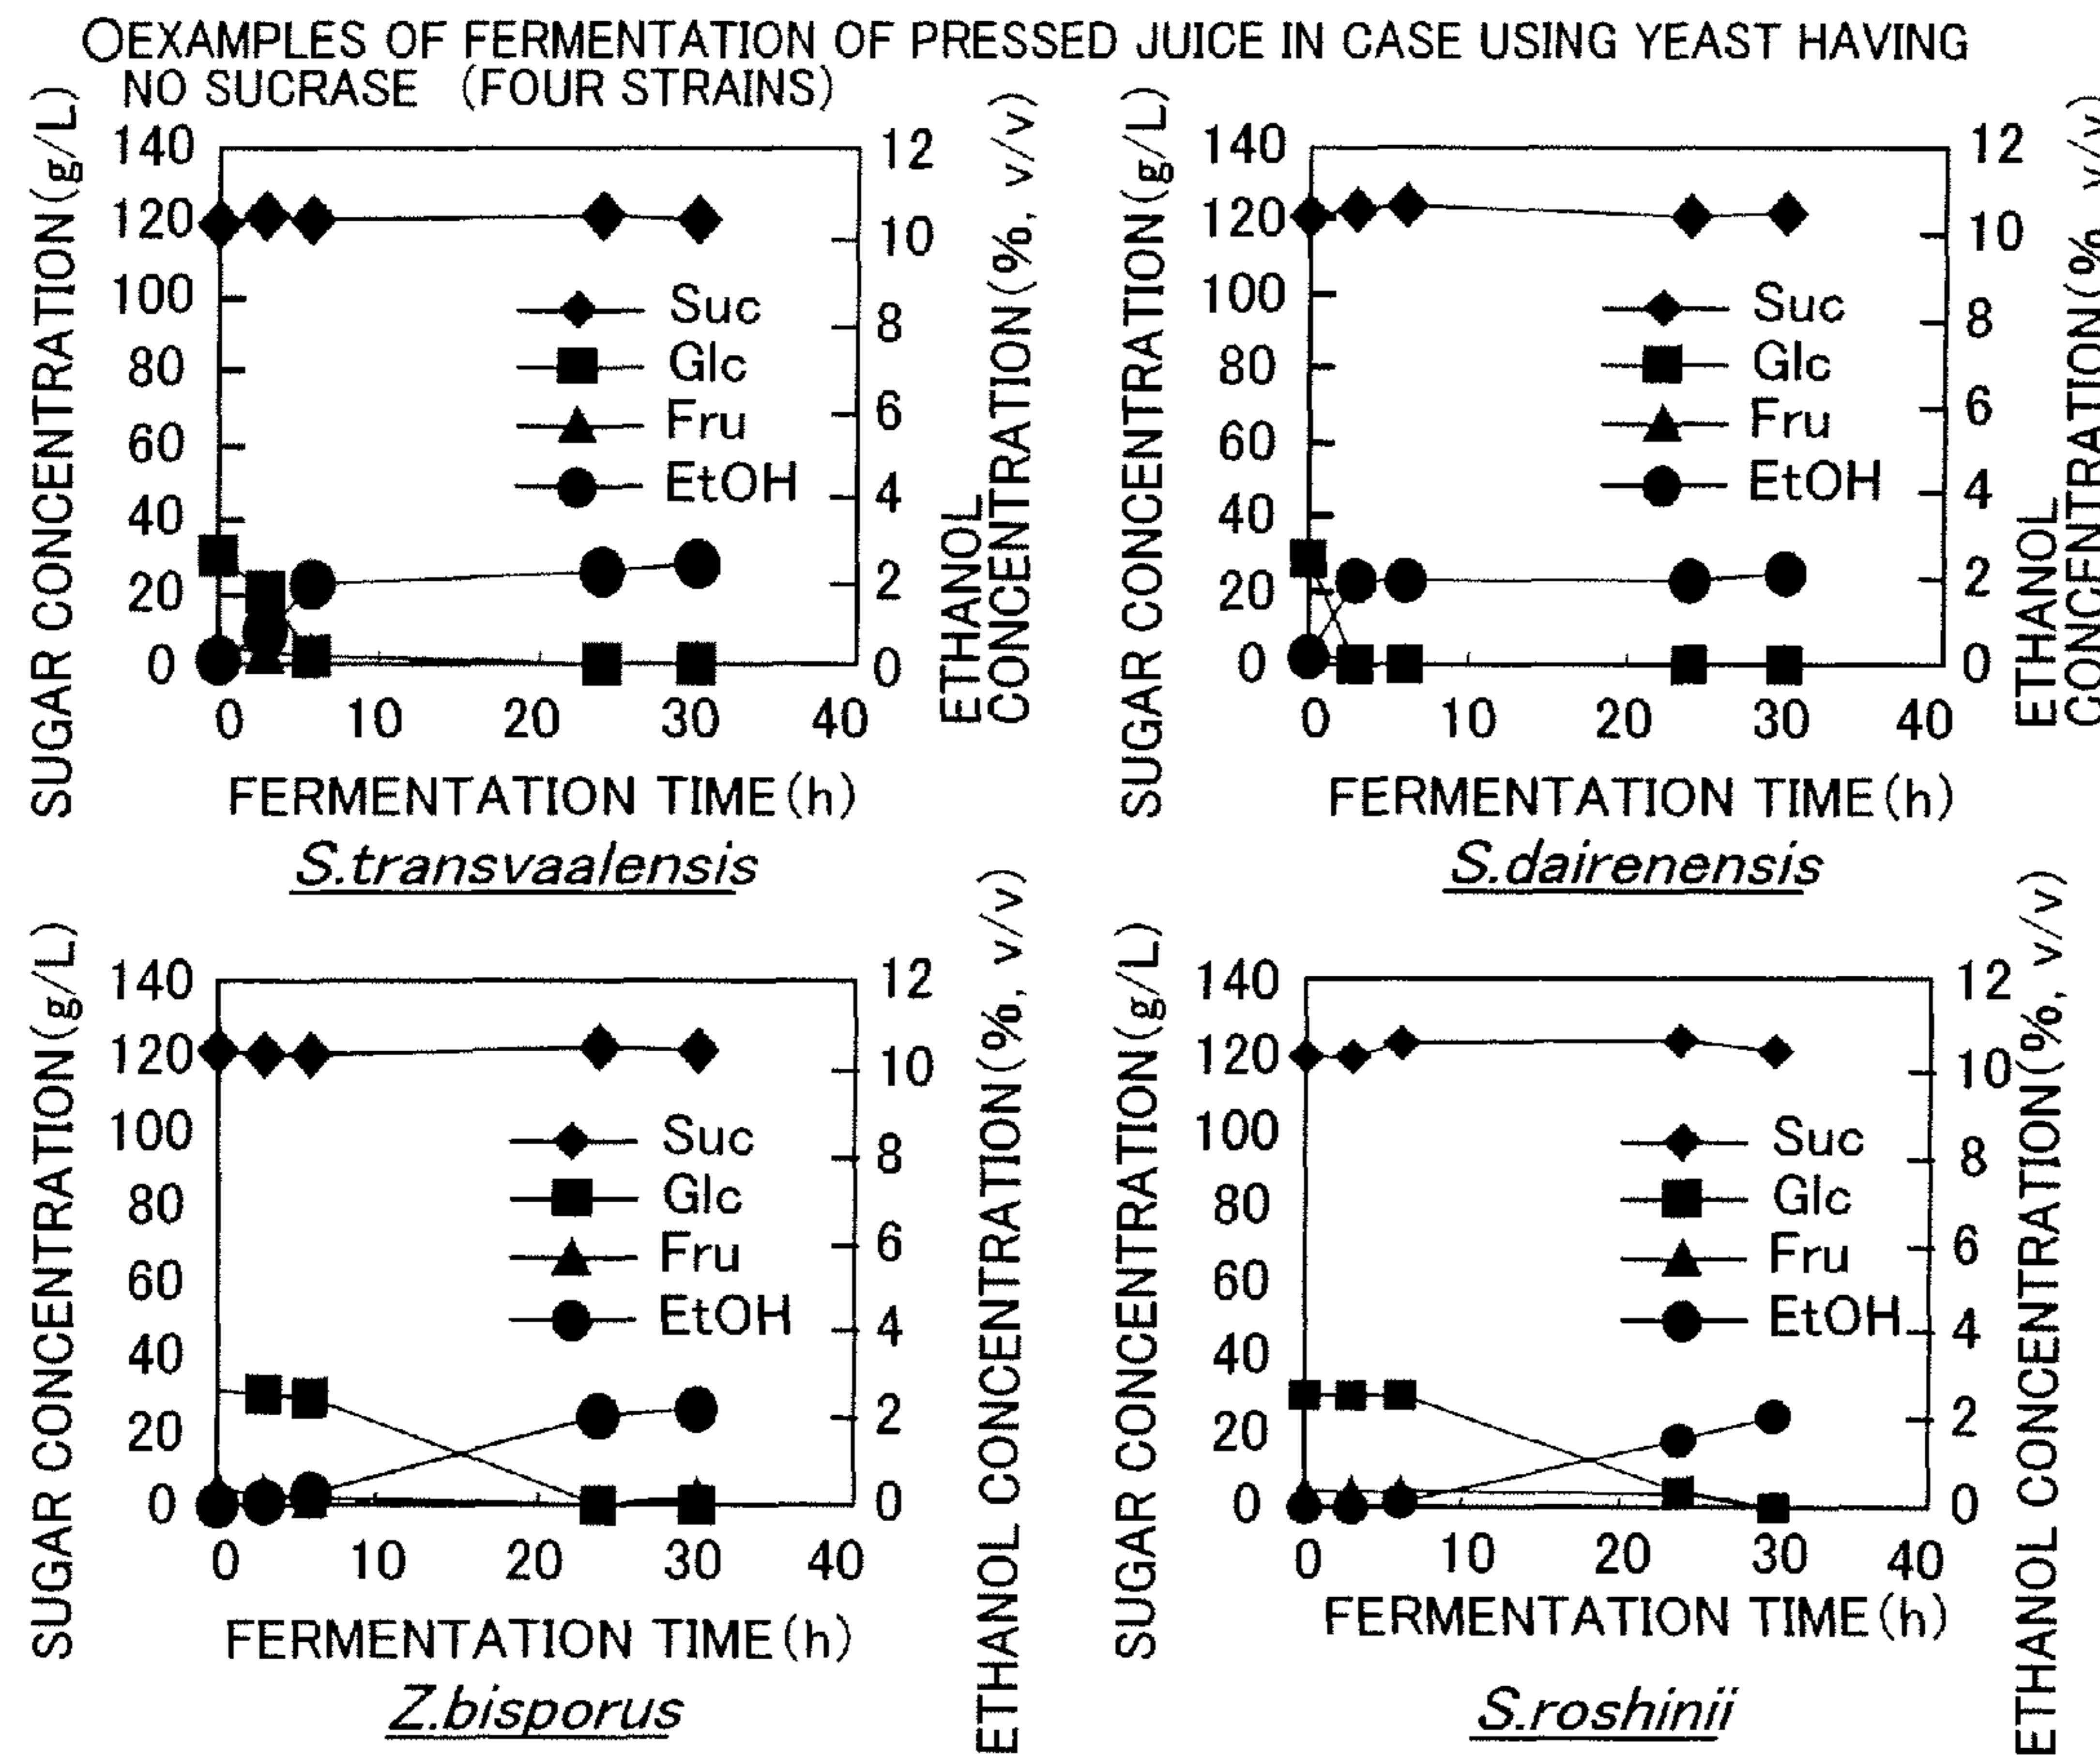 ○EXAMPLES OF FERMENTATION OF PRESSED JUICE IN CASE USING YEAST HAVING
NO SUCRASE (FOUR STRAINS)
SUGAR CONCENTRATION(g/L)
140
120
100
80
60
40
20
0
Suc
Glc
Fru
EtOH
12
10
8
6
4
2
0
ETHANOL
CONCENTRATION(%, v/v)
0 10 20 30 40
FERMENTATION TIME(h)
S.transvaalensis
SUGAR CONCENTRATION(g/L)
140
120
100
80
60
40
20
0
Suc
Glc
Fru
EtOH
12
10
8
6
4
2
0
ETHANOL
CONCENTRATION(%, v/v)
0 10 20 30 40
FERMENTATION TIME(h)
S.dairenensis
SUGAR CONCENTRATION(g/L)
140
120
100
80
60
40
20
0
Suc
Glc
Fru
EtOH
12
10
8
6
4
2
0
ETHANOL CONCENTRATION(%, v/v)
0 10 20 30 40
FERMENTATION TIME(h)
Z.bisporus
SUGAR CONCENTRATION(g/L)
140
120
100
80
60
40
20
0
Suc
Glc
Fru
EtOH
12
10
8
6
4
2
0
ETHANOL CONCENTRATION(%, v/v)
0 10 20 30 40
FERMENTATION TIME(h)
S.roshinii